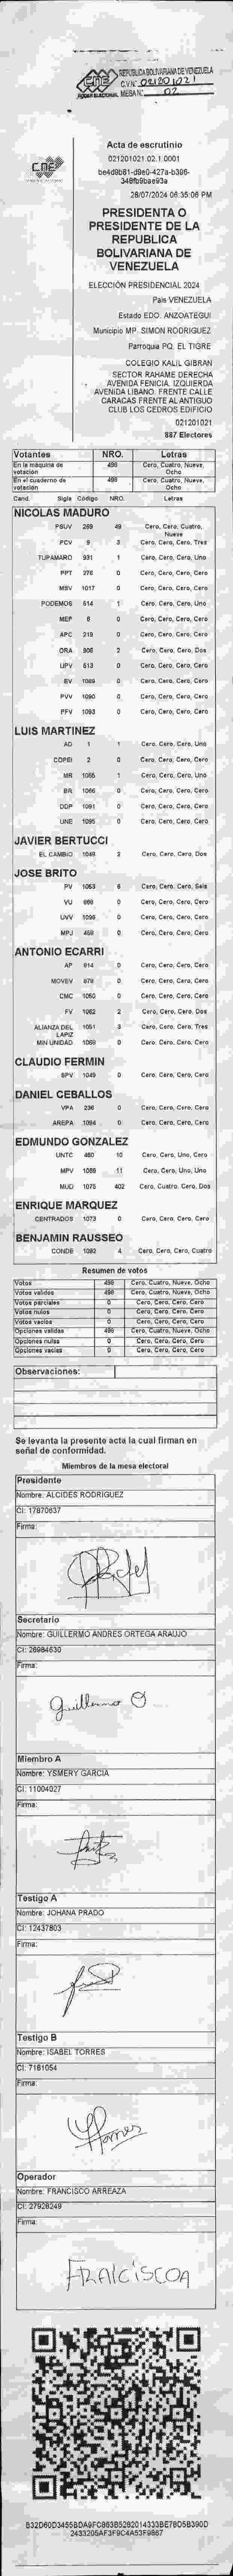 REPUBLICA BOLIVARIANA DE VENEZUELA
C.V.N°: 021201021
MESA N°: 02
PODER ELECTORAL
CNE
Acta de escrutinio
021201021.02.1.0001
28/07/2024 06:35:06 PM
PRESIDENTA O
PRESIDENTE DE LA
REPUBLICA
BOLIVARIANA DE
VENEZUELA
ELECCIÓN PRESIDENCIAL 2024
País VENEZUELA
Estado EDO. ANZOATEGUI
Municipio MP. SIMON RODRIGUEZ
Parroquia PQ. EL TIGRE
COLEGIO KALIL GIBRAN
SECTOR RAHAME DERECHA
AVENIDA FENICIA. IZQUIERDA
AVENIDA LIBANO. FRENTE CALLE
CARACAS FRENTE AL ANTIGUO
CLUB LOS CEDROS EDIFICIO
021201021
887 Electores
Votantes NRO. Letras
En la máquina de votación 498 Cero, Cuatro, Nueve, Ocho
En el cuaderno de votación 498 Cero, Cuatro, Nueve, Ocho
Cand. Sigla Código NRO. Letras
NICOLAS MADURO
PSUV 269 49 Cero, Cero, Cuatro, Nueve
PCV 9 3 Cero, Cero, Cero, Tres
TUPAMARO 931 1 Cero, Cero, Cero, Uno
PPT 276 0 Cero, Cero, Cero, Cero
MSV 1017 0 Cero, Cero, Cero, Cero
PODEMOS 514 1 Cero, Cero, Cero, Uno
MEP 6 0 Cero, Cero, Cero, Cero
APC 219 0 Cero, Cero, Cero, Cero
ORA 906 2 Cero, Cero, Cero, Dos
UPV 513 0 Cero, Cero, Cero, Cero
EV 1089 0 Cero, Cero, Cero, Cero
PVV 1090 0 Cero, Cero, Cero, Cero
PFV 1093 0 Cero, Cero, Cero, Cero
LUIS MARTINEZ
AD 1 1 Cero, Cero, Cero, Uno
COPEI 2 0 Cero, Cero, Cero, Cero
MR 1055 1 Cero, Cero, Cero, Uno
BR 1066 0 Cero, Cero, Cero, Cero
DDP 1091 0 Cero, Cero, Cero, Cero
UNE 1095 0 Cero, Cero, Cero, Cero
JAVIER BERTUCCI
EL CAMBIO 1048 2 Cero, Cero, Cero, Dos
JOSE BRITO
PV 1053 6 Cero, Cero, Cero, Seis
VU 0 Cero, Cero, Cero, Cero
UVV 1096 0 Cero, Cero, Cero, Cero
MPJ 458 0 Cero, Cero, Cero, Cero
ANTONIO ECARRI
AP 914 0 Cero, Cero, Cero, Cero
MOVEV 979 0 Cero, Cero, Cero, Cero
CMC 1050 0 Cero, Cero, Cero, Cero
FV 1062 2 Cero, Cero, Cero, Dos
ALIANZA DEL LAPIZ 1051 3 Cero, Cero, Cero, Tres
MIN UNIDAD 1069 0 Cero, Cero, Cero, Cero
CLAUDIO FERMIN
SPV 1049 0 Cero, Cero, Cero, Cero
DANIEL CEBALLOS
VPA 236 0 Cero, Cero, Cero, Cero
AREPA 1094 0 Cero, Cero, Cero, Cero
EDMUNDO GONZALEZ
UNTC 460 10 Cero, Cero, Uno, Cero
MPV 1069 11 Cero, Cero, Uno, Uno
MUD 1075 402 Cero, Cuatro, Cero, Dos
ENRIQUE MARQUEZ
CENTRADOS 1073 0 Cero, Cero, Cero, Cero
BENJAMIN RAUSSEO
CONDE 1082 4 Cero, Cero, Cero, Cuatro
Resumen de votos
Votos 498 Cero, Cuatro, Nueve, Ocho
Votos validos 498 Cero, Cuatro, Nueve, Ocho
Votos parciales 0 Cero, Cero, Cero, Cero
Votos nulos 0 Cero, Cero, Cero, Cero
Votos vacíos 0 Cero, Cero, Cero, Cero
Opciones validas 498 Cero, Cuatro, Nueve, Ocho
Opciones nulas 0 Cero, Cero, Cero, Cero
Opciones vacías 0 Cero, Cero, Cero, Cero
Observaciones:
Se levanta la presente acta la cual firman en
señal de conformidad.
Miembros de la mesa electoral
Presidente
Nombre: ALCIDES RODRIGUEZ
CI: 17870637
Firma:
Secretario
Nombre: GUILLERMO ANDRES ORTEGA ARAUJO
CI: 26984630
Firma:
Guillermo O
Miembro A
Nombre: YSMERY GARCIA
CI: 11004027
Firma:
Testigo A
Nombre: JOHANA PRADO
CI: 12437803
Firma:
Testigo B
Nombre: ISABEL TORRES
CI: 7161054
Firma:
Operador
Nombre: FRANCISCO ARREAZA
CI: 27928249
Firma:
FRANCISCO A